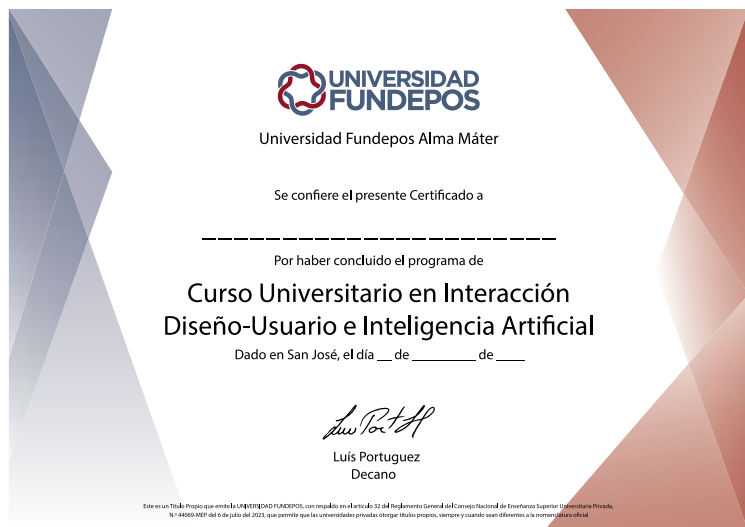 UNIVERSIDAD
FUNDEPOS
Universidad Fundepos Alma Máter
Se confiere el presente Certificado a
Por haber concluido el programa de
Curso Universitario en Interacción
Diseño-Usuario e Inteligencia Artificial
Dado en San José, el día __ de ________ de ____
Luís Portuguez
Decano
Este es un Título Propio que emite la UNIVERSIDAD FUNDEPOS, con respaldo en el artículo 32 del Reglamento General del Consejo Nacional de Enseñanza Superior Universitaria Privada,
N.º 44069-MEP del 6 de julio del 2023, que permite que las universidades privadas otorgar títulos propios, siempre y cuando sean diferentes a la nomenclatura oficial